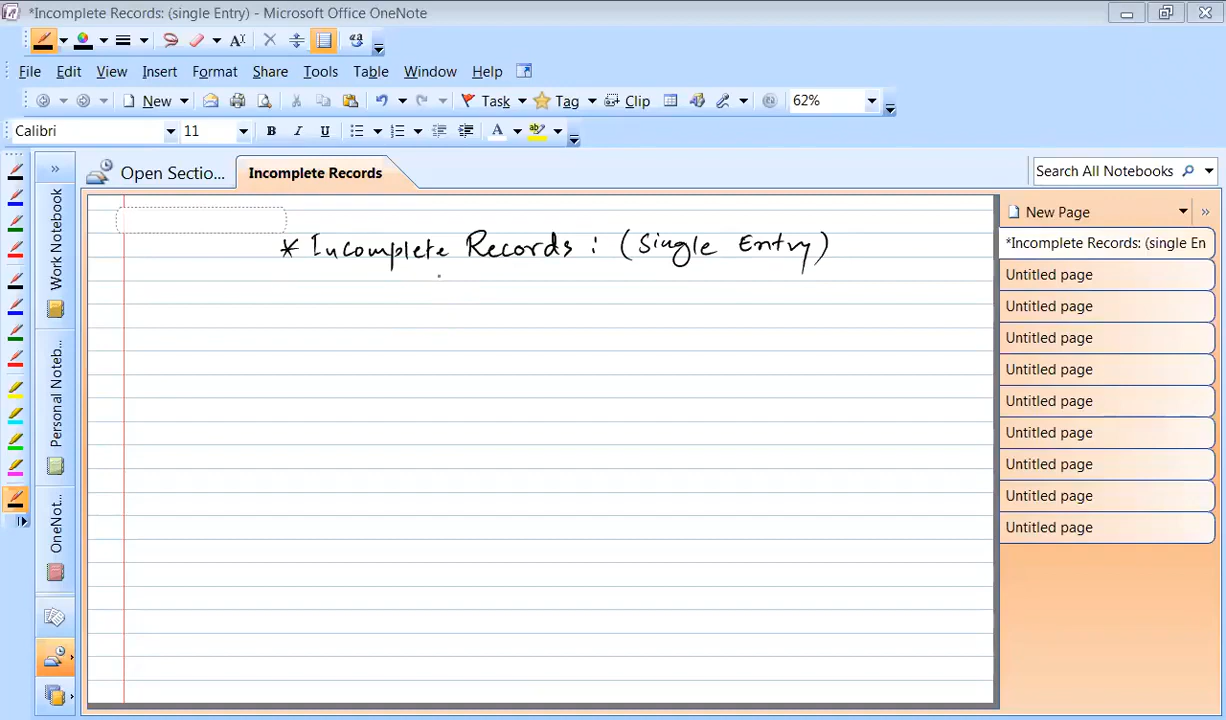 *Incomplete Records: (single Entry) - Microsoft Office OneNote
File Edit View Insert Format Share Tools Table Window Help
New Task Tag Clip 62%
Calibri 11 B I U
Open Sectio... Incomplete Records
Search All Notebooks
Work Notebook
Personal Noteb...
OneNot...
* Incomplete Records : (Single Entry)
New Page
*Incomplete Records: (single En
Untitled page
Untitled page
Untitled page
Untitled page
Untitled page
Untitled page
Untitled page
Untitled page
Untitled page